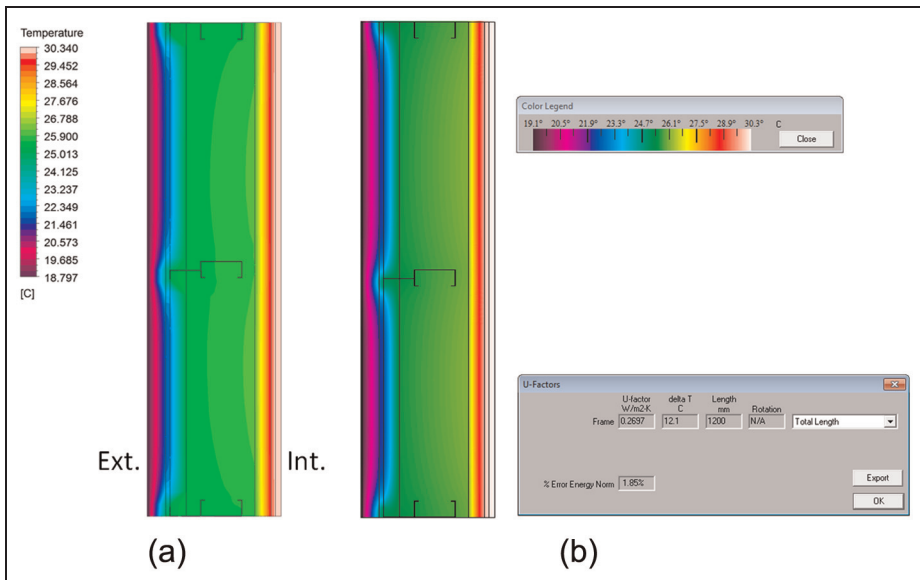 Temperature
30.340
29.452
28.564
27.676
26.788
25.900
25.013
24.125
23.237
22.349
21.461
20.573
19.685
18.797
[C]
Ext.
Int.
(a)
(b)
Color Legend
19.1° 20.5° 21.9° 23.3° 24.7° 26.1° 27.5° 28.9° 30.3° C
Close
U-Factors
U-factor delta T Length
W/m2-K C mm Rotation
Frame 0.2697 12.1 1200 N/A Total Length
% Error Energy Norm 1.85%
Export
OK